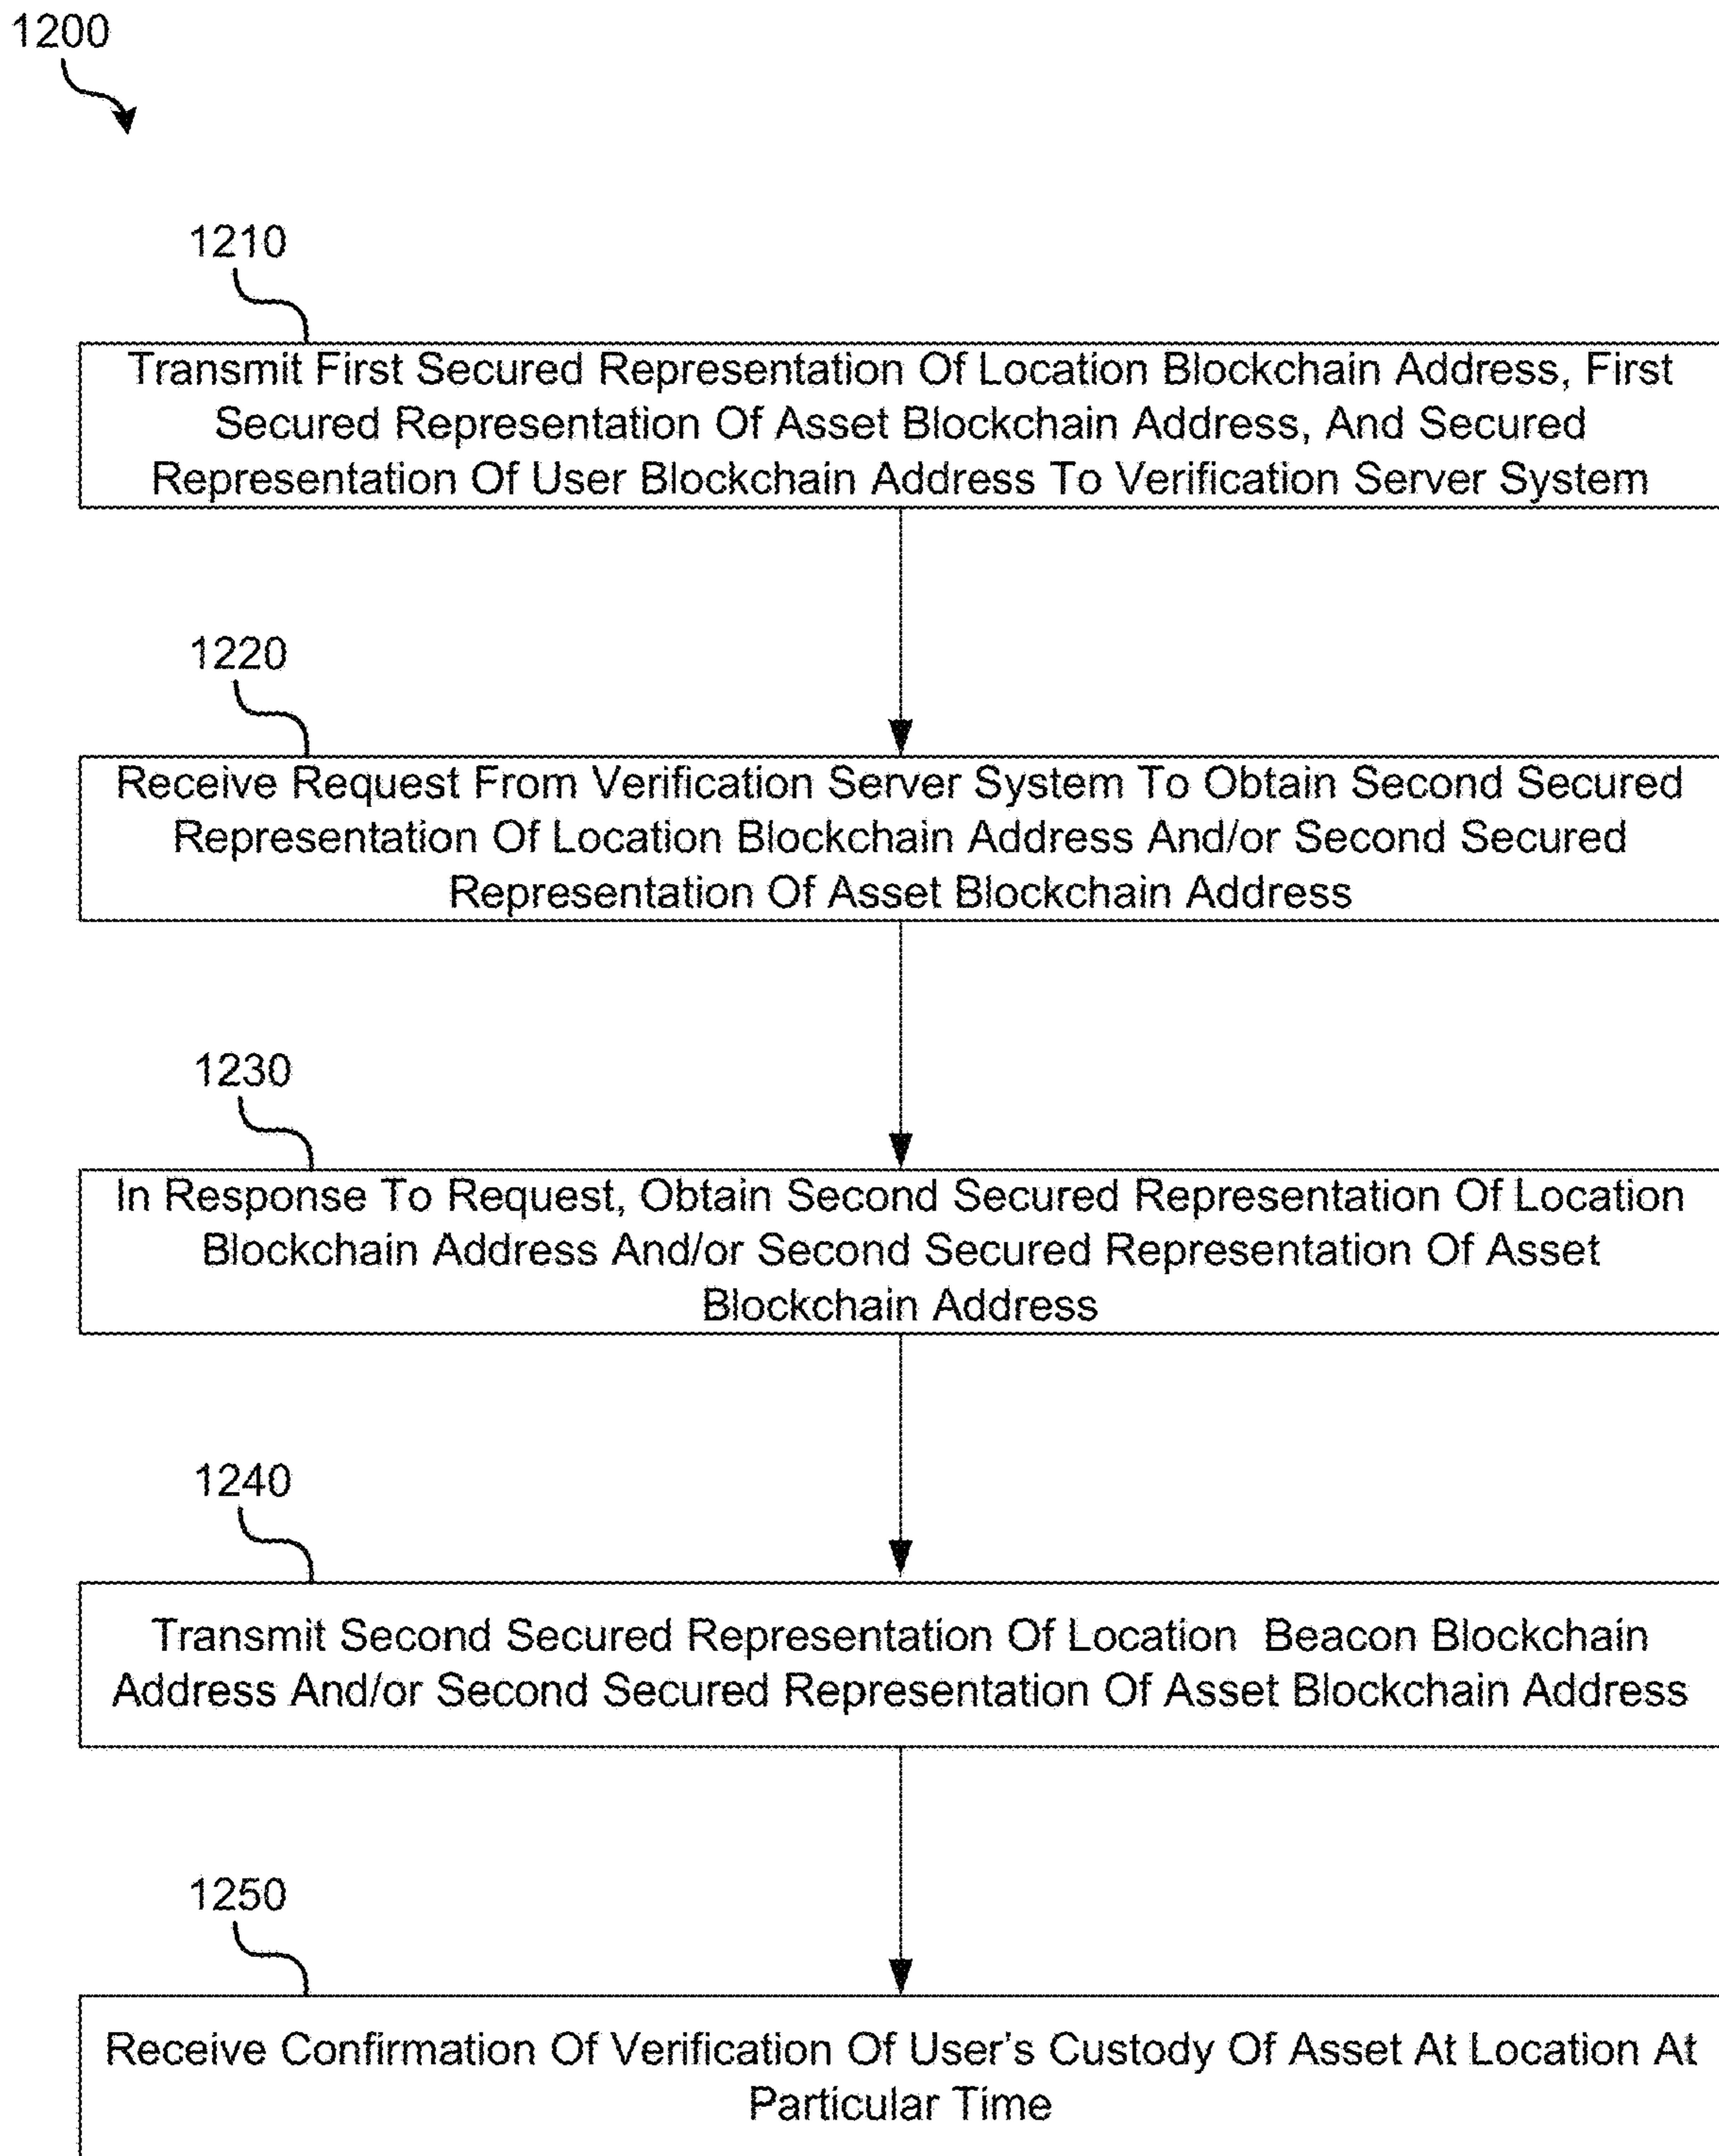 1200
1210
Transmit First Secured Representation Of Location Blockchain Address, First
Secured Representation Of Asset Blockchain Address, And Secured
Representation Of User Blockchain Address To Verification Server System
1220
Receive Request From Verification Server System To Obtain Second Secured
Representation Of Location Blockchain Address And/or Second Secured
Representation Of Asset Blockchain Address
1230
In Response To Request, Obtain Second Secured Representation Of Location
Blockchain Address And/or Second Secured Representation Of Asset
Blockchain Address
1240
Transmit Second Secured Representation Of Location  Beacon Blockchain
Address And/or Second Secured Representation Of Asset Blockchain Address
1250
Receive Confirmation Of Verification Of User's Custody Of Asset At Location At
Particular Time